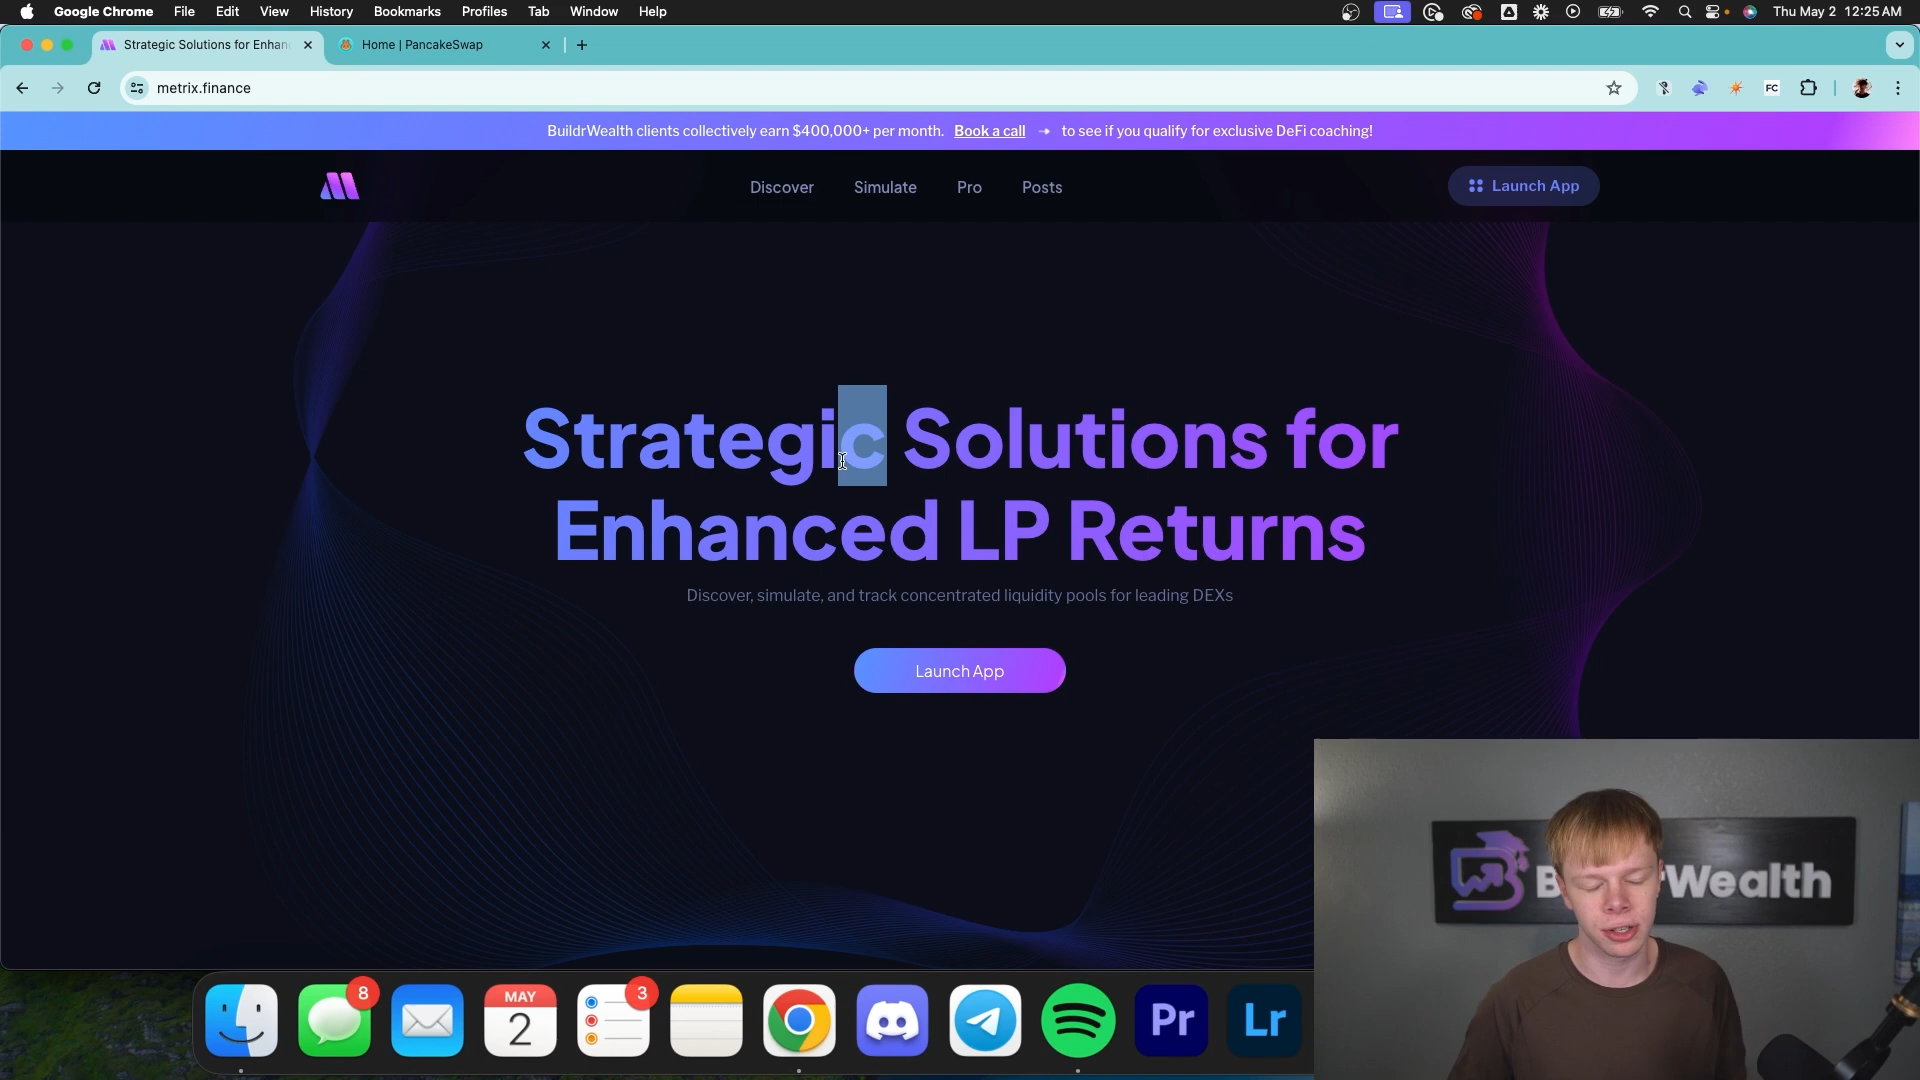 Google Chrome File Edit View History Bookmarks Profiles Tab Window Help Thu May 2 12:25 AM
Strategic Solutions for Enhan Home | PancakeSwap
metrix.finance FC
BuildrWealth clients collectively earn $400,000+ per month. Book a call → to see if you qualify for exclusive DeFi coaching!
Discover Simulate Pro Posts Launch App
Strategic Solutions for
Enhanced LP Returns
Discover, simulate, and track concentrated liquidity pools for leading DEXs
Launch App
Wealth
8 MAY 3
2 Pr Lr